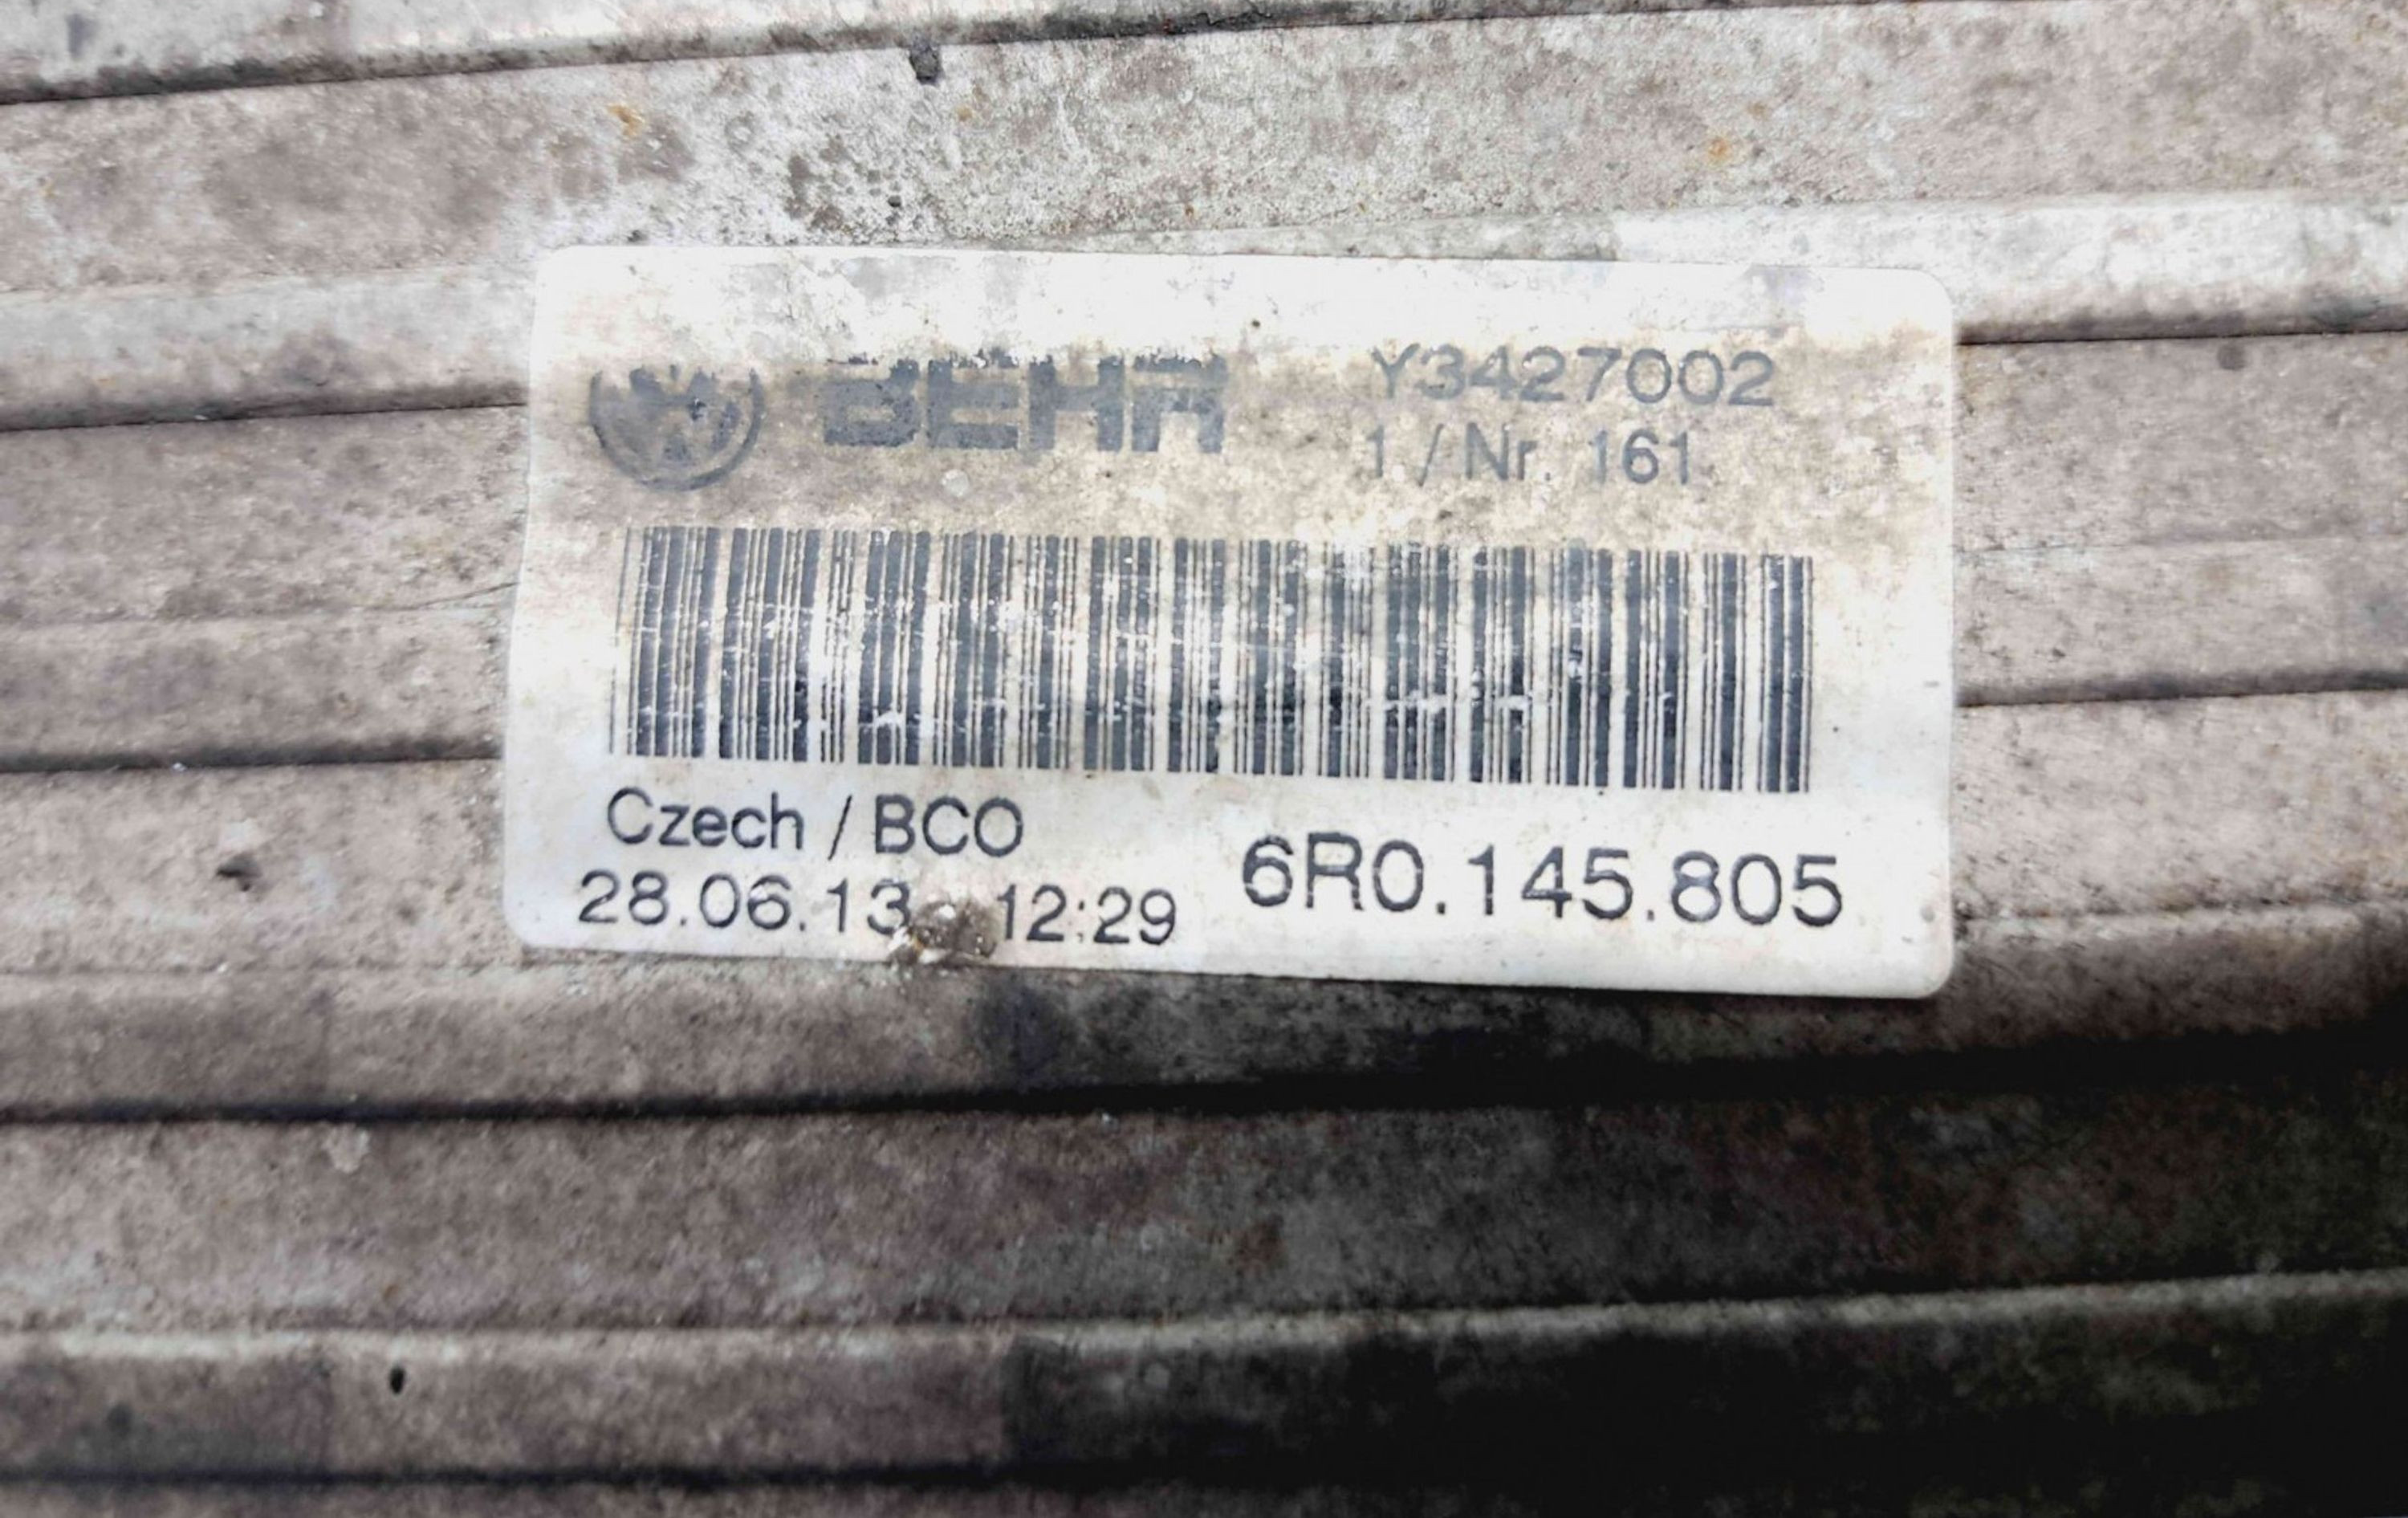 BEHR
Y3427002
1 / Nr. 161
Czech / BCO
28.06.13 12:29
6R0.145.805